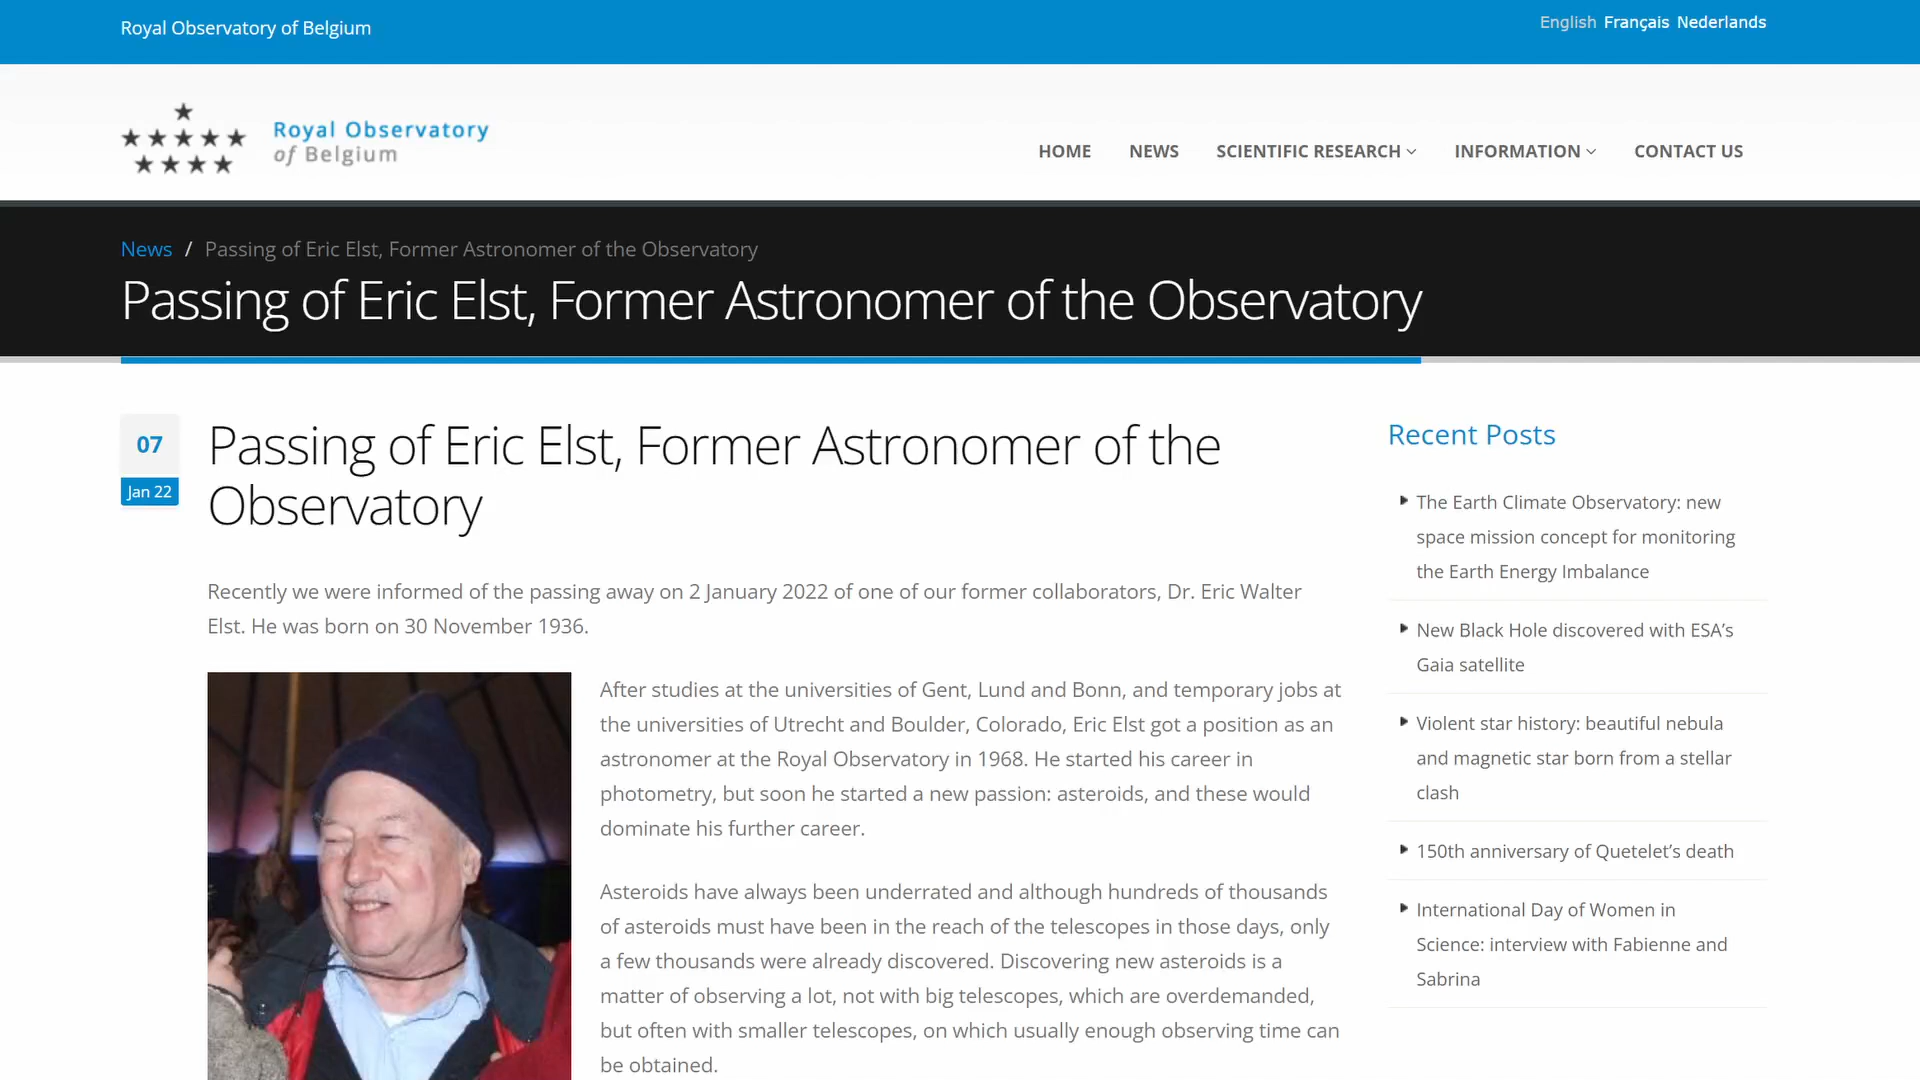 Royal Observatory of Belgium
English Français Nederlands
Royal Observatory
of Belgium
HOME NEWS SCIENTIFIC RESEARCH INFORMATION CONTACT US
News / Passing of Eric Elst, Former Astronomer of the Observatory
Passing of Eric Elst, Former Astronomer of the Observatory
07
Jan 22
Passing of Eric Elst, Former Astronomer of the
Observatory
Recently we were informed of the passing away on 2 January 2022 of one of our former collaborators, Dr. Eric Walter
Elst. He was born on 30 November 1936.
After studies at the universities of Gent, Lund and Bonn, and temporary jobs at
the universities of Utrecht and Boulder, Colorado, Eric Elst got a position as an
astronomer at the Royal Observatory in 1968. He started his career in
photometry, but soon he started a new passion: asteroids, and these would
dominate his further career.
Asteroids have always been underrated and although hundreds of thousands
of asteroids must have been in the reach of the telescopes in those days, only
a few thousands were already discovered. Discovering new asteroids is a
matter of observing a lot, not with big telescopes, which are overdemanded,
but often with smaller telescopes, on which usually enough observing time can
be obtained.
Recent Posts
The Earth Climate Observatory: new
space mission concept for monitoring
the Earth Energy Imbalance
New Black Hole discovered with ESA’s
Gaia satellite
Violent star history: beautiful nebula
and magnetic star born from a stellar
clash
150th anniversary of Quetelet’s death
International Day of Women in
Science: interview with Fabienne and
Sabrina